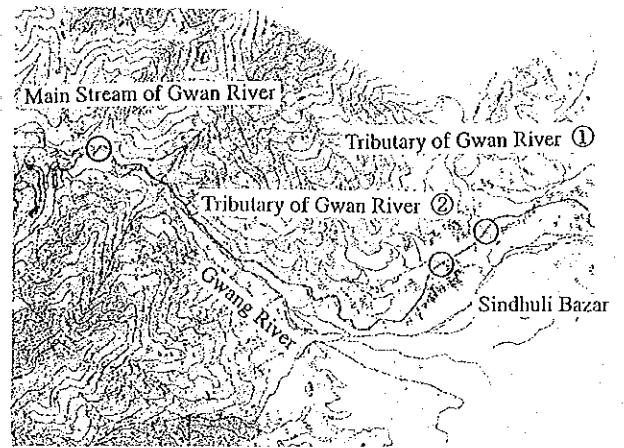 Main Stream of Gwan River
Tributary of Gwan River ①
Tributary of Gwan River ②
Gwang River
Sindhuli Bazar